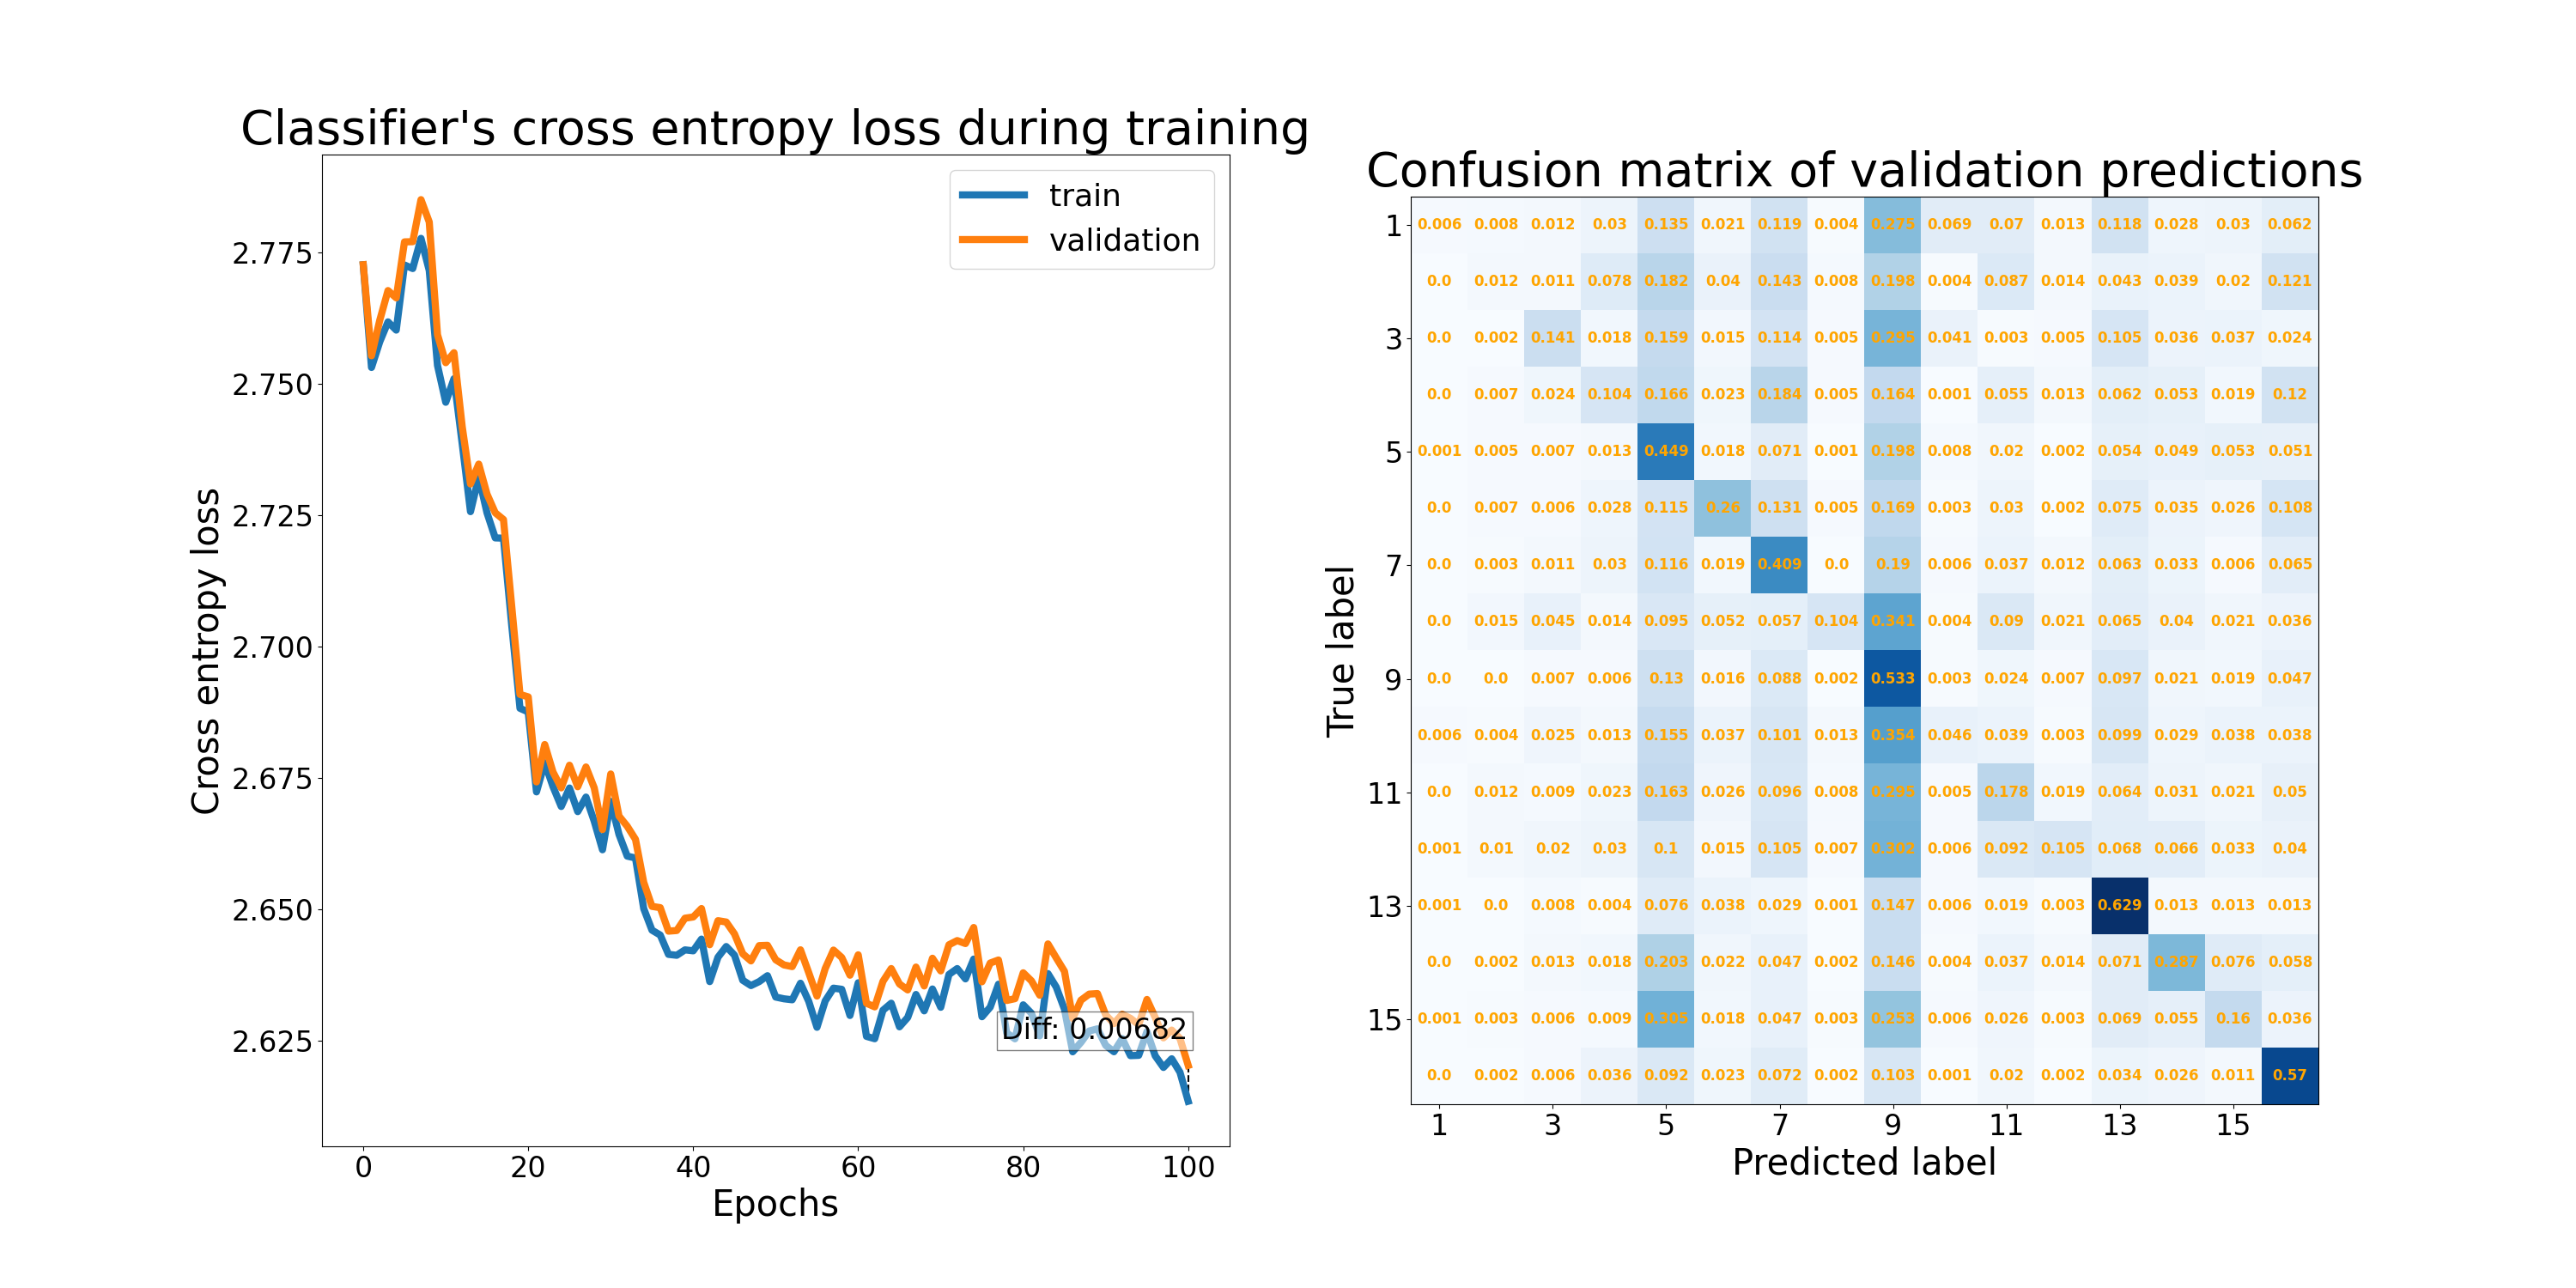 Classifier's cross entropy loss during training
train
validation
2.775
2.750
2.725
2.700
2.675
2.650
2.625
Cross entropy loss
Diff: 0.00682
0 20 40 60 80 100
Epochs
Confusion matrix of validation predictions
1 0.006 0.008 0.012 0.03 0.135 0.021 0.119 0.004 0.275 0.069 0.07 0.013 0.118 0.028 0.03 0.062
0.0 0.012 0.011 0.078 0.182 0.04 0.143 0.008 0.198 0.004 0.087 0.014 0.043 0.039 0.02 0.121
3 0.0 0.002 0.141 0.018 0.159 0.015 0.114 0.005 0.295 0.041 0.003 0.005 0.105 0.036 0.037 0.024
0.0 0.007 0.024 0.104 0.166 0.023 0.184 0.005 0.164 0.001 0.055 0.013 0.062 0.053 0.019 0.12
5 0.001 0.005 0.007 0.013 0.449 0.018 0.071 0.001 0.198 0.008 0.02 0.002 0.054 0.049 0.053 0.051
0.0 0.007 0.006 0.028 0.115 0.26 0.131 0.005 0.169 0.003 0.03 0.002 0.075 0.035 0.026 0.108
7 0.0 0.003 0.011 0.03 0.116 0.019 0.409 0.0 0.19 0.006 0.037 0.012 0.063 0.033 0.006 0.065
0.0 0.015 0.045 0.014 0.095 0.052 0.057 0.104 0.341 0.004 0.09 0.021 0.065 0.04 0.021 0.036
9 0.0 0.0 0.007 0.006 0.13 0.016 0.088 0.002 0.533 0.003 0.024 0.007 0.097 0.021 0.019 0.047
0.006 0.004 0.025 0.013 0.155 0.037 0.101 0.013 0.354 0.046 0.039 0.003 0.099 0.029 0.038 0.038
11 0.0 0.012 0.009 0.023 0.163 0.026 0.096 0.008 0.295 0.005 0.178 0.019 0.064 0.031 0.021 0.05
0.001 0.01 0.02 0.03 0.1 0.015 0.105 0.007 0.302 0.006 0.092 0.105 0.068 0.066 0.033 0.04
13 0.001 0.0 0.008 0.004 0.076 0.038 0.029 0.001 0.147 0.006 0.019 0.003 0.629 0.013 0.013 0.013
0.0 0.002 0.013 0.018 0.203 0.022 0.047 0.002 0.146 0.004 0.037 0.014 0.071 0.287 0.076 0.058
15 0.001 0.003 0.006 0.009 0.305 0.018 0.047 0.003 0.253 0.006 0.026 0.003 0.069 0.055 0.16 0.036
0.0 0.002 0.006 0.036 0.092 0.023 0.072 0.002 0.103 0.001 0.02 0.002 0.034 0.026 0.011 0.57
True label
1 3 5 7 9 11 13 15
Predicted label